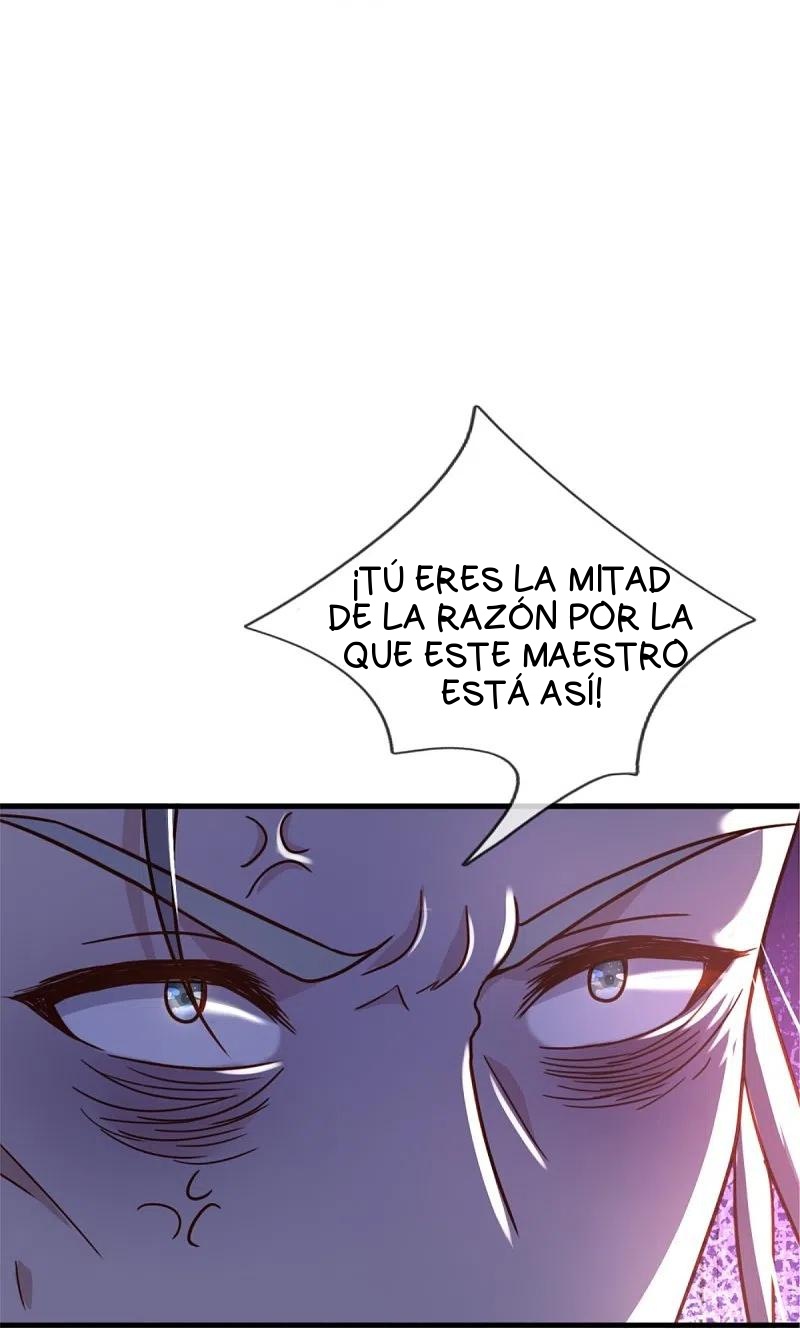 ¡TÚ ERES LA MITAD
DE LA RAZÓN POR LA
QUE ESTE MAESTRO
ESTÁ ASÍ!